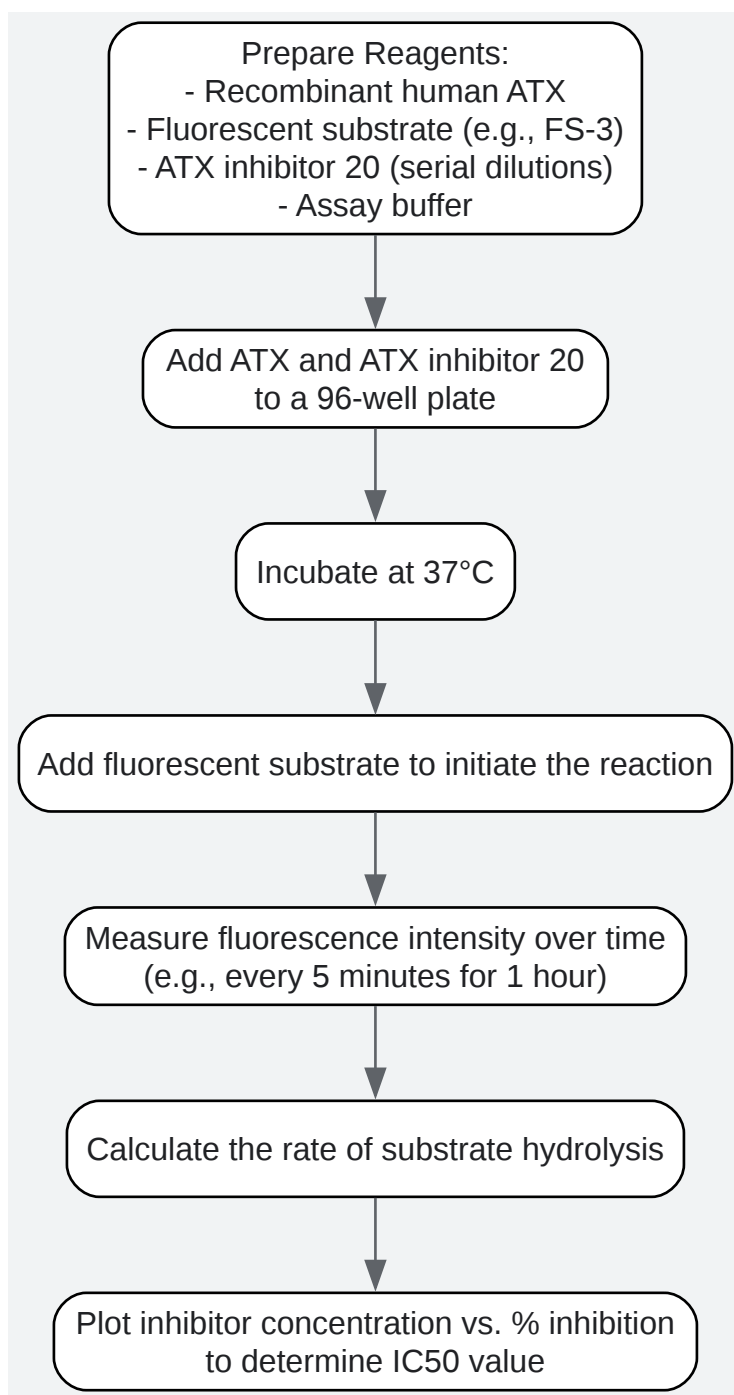 Prepare Reagents:
- Recombinant human ATX
- Fluorescent substrate (e.g., FS-3)
- ATX inhibitor 20 (serial dilutions)
- Assay buffer
Add ATX and ATX inhibitor 20
to a 96-well plate
Incubate at 37°C
Add fluorescent substrate to initiate the reaction
Measure fluorescence intensity over time
(e.g., every 5 minutes for 1 hour)
Calculate the rate of substrate hydrolysis
Plot inhibitor concentration vs. % inhibition
to determine IC50 value